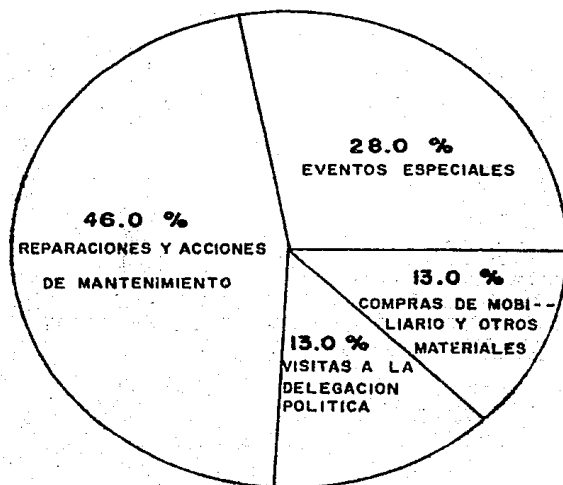 28.0 %
EVENTOS ESPECIALES
46.0 %
REPARACIONES Y ACCIONES
DE MANTENIMIENTO
13.0 %
COMPRAS DE MOBI--
LIARIO Y OTROS
MATERIALES
13.0 %
VISITAS A LA
DELEGACION
POLITICA